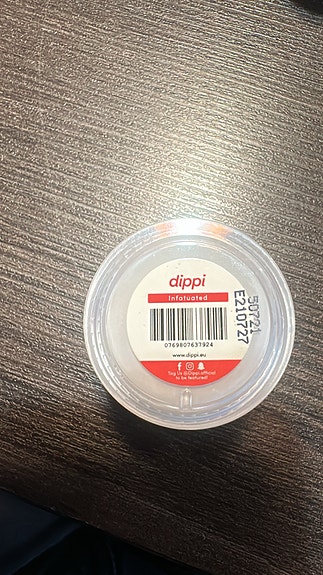 dippi
Infatuated
0769807637924
www.dippi.eu
Tag Us @Dippi.official
to be featured!
50721
E210727